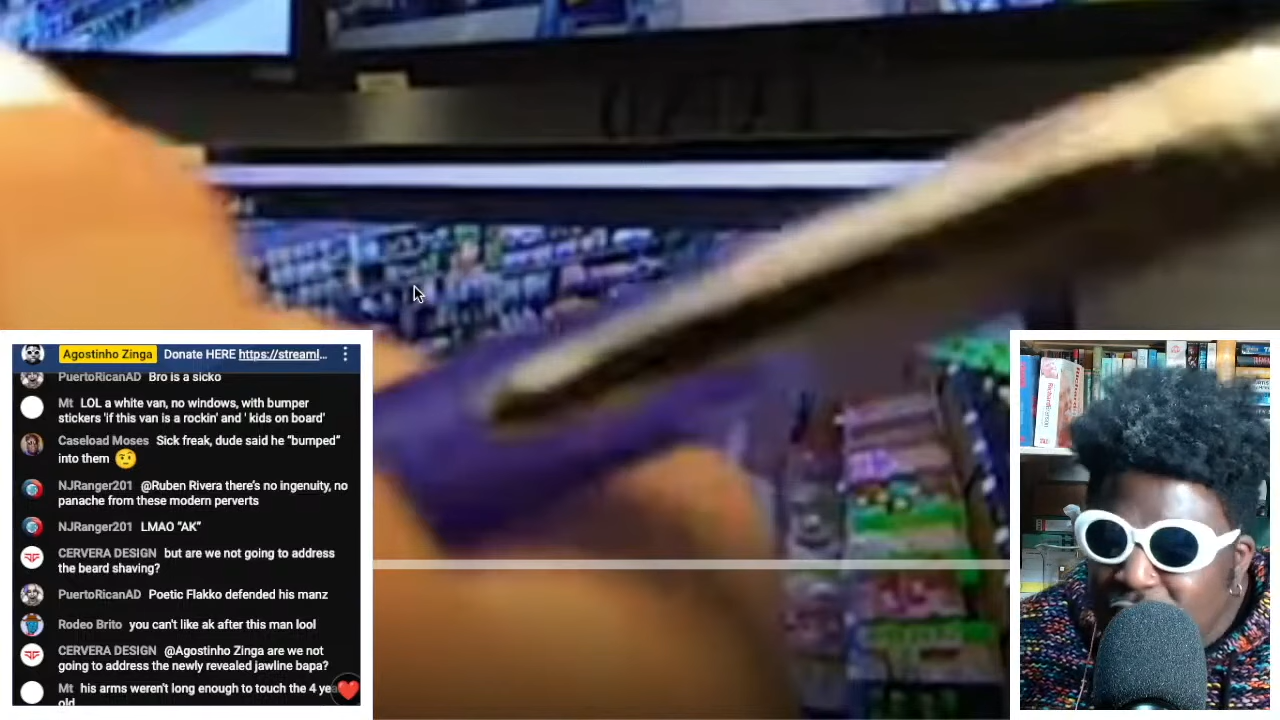 Agostinho Zinga Donate HERE https://streaml...
PuertoRicanAD Bro is a sicko
Mt LOL a white van, no windows, with bumper
stickers 'if this van is a rockin' and ' kids on board'
Caseload Moses Sick freak, dude said he “bumped”
into them
NJRanger201 @Ruben Rivera there’s no ingenuity, no
panache from these modern perverts
NJRanger201 LMAO “AK”
CERVERA DESIGN but are we not going to address
the beard shaving?
PuertoRicanAD Poetic Flakko defended his manz
Rodeo Brito you can't like ak after this man lool
CERVERA DESIGN @Agostinho Zinga are we not
going to address the newly revealed jawline bapa?
Mt his arms weren't long enough to touch the 4 ye
old